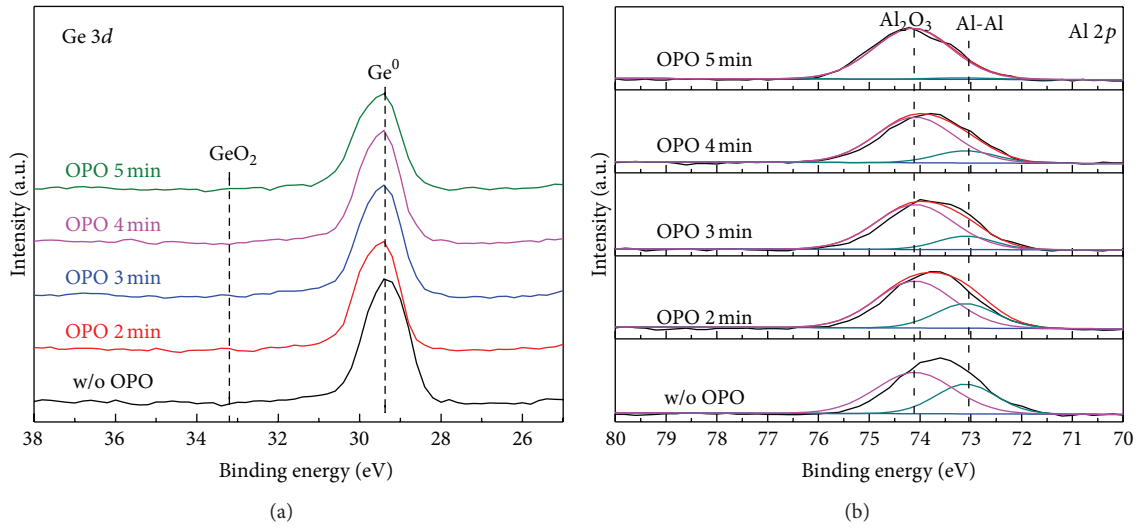 Ge 3d
Ge⁰
GeO₂
OPO 5 min
OPO 4 min
OPO 3 min
OPO 2 min
w/o OPO
Intensity (a.u.)
38 36 34 32 30 28 26
Binding energy (eV)
(a)
Al₂O₃ Al-Al Al 2p
OPO 5 min
OPO 4 min
OPO 3 min
OPO 2 min
w/o OPO
Intensity (a.u.)
80 79 78 77 76 75 74 73 72 71 70
Binding energy (eV)
(b)